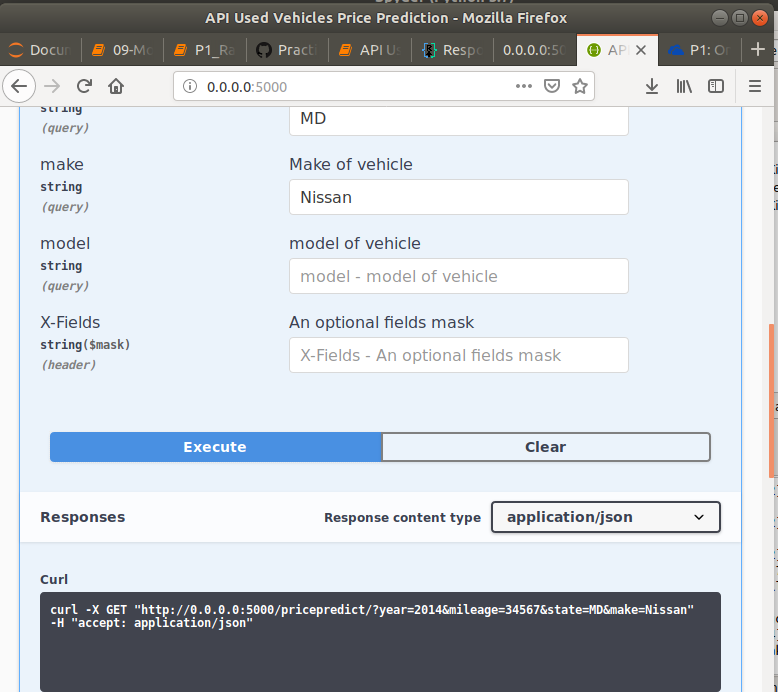 API Used Vehicles Price Prediction - Mozilla Firefox
Docu
09-Mo
P1_Ra
Practi
API Us
Respo
0.0.0.0:50
API
P1: Or
0.0.0.0:5000
string
(query)
MD
make
Make of vehicle
string
(query)
Nissan
model
model of vehicle
string
(query)
model - model of vehicle
X-Fields
An optional fields mask
string($mask)
(header)
X-Fields - An optional fields mask
Execute
Clear
Responses
Response content type
application/json
Curl
curl -X GET "http://0.0.0.0:5000/pricepredict/?year=2014&mileage=34567&state=MD&make=Nissan"
-H "accept: application/json"